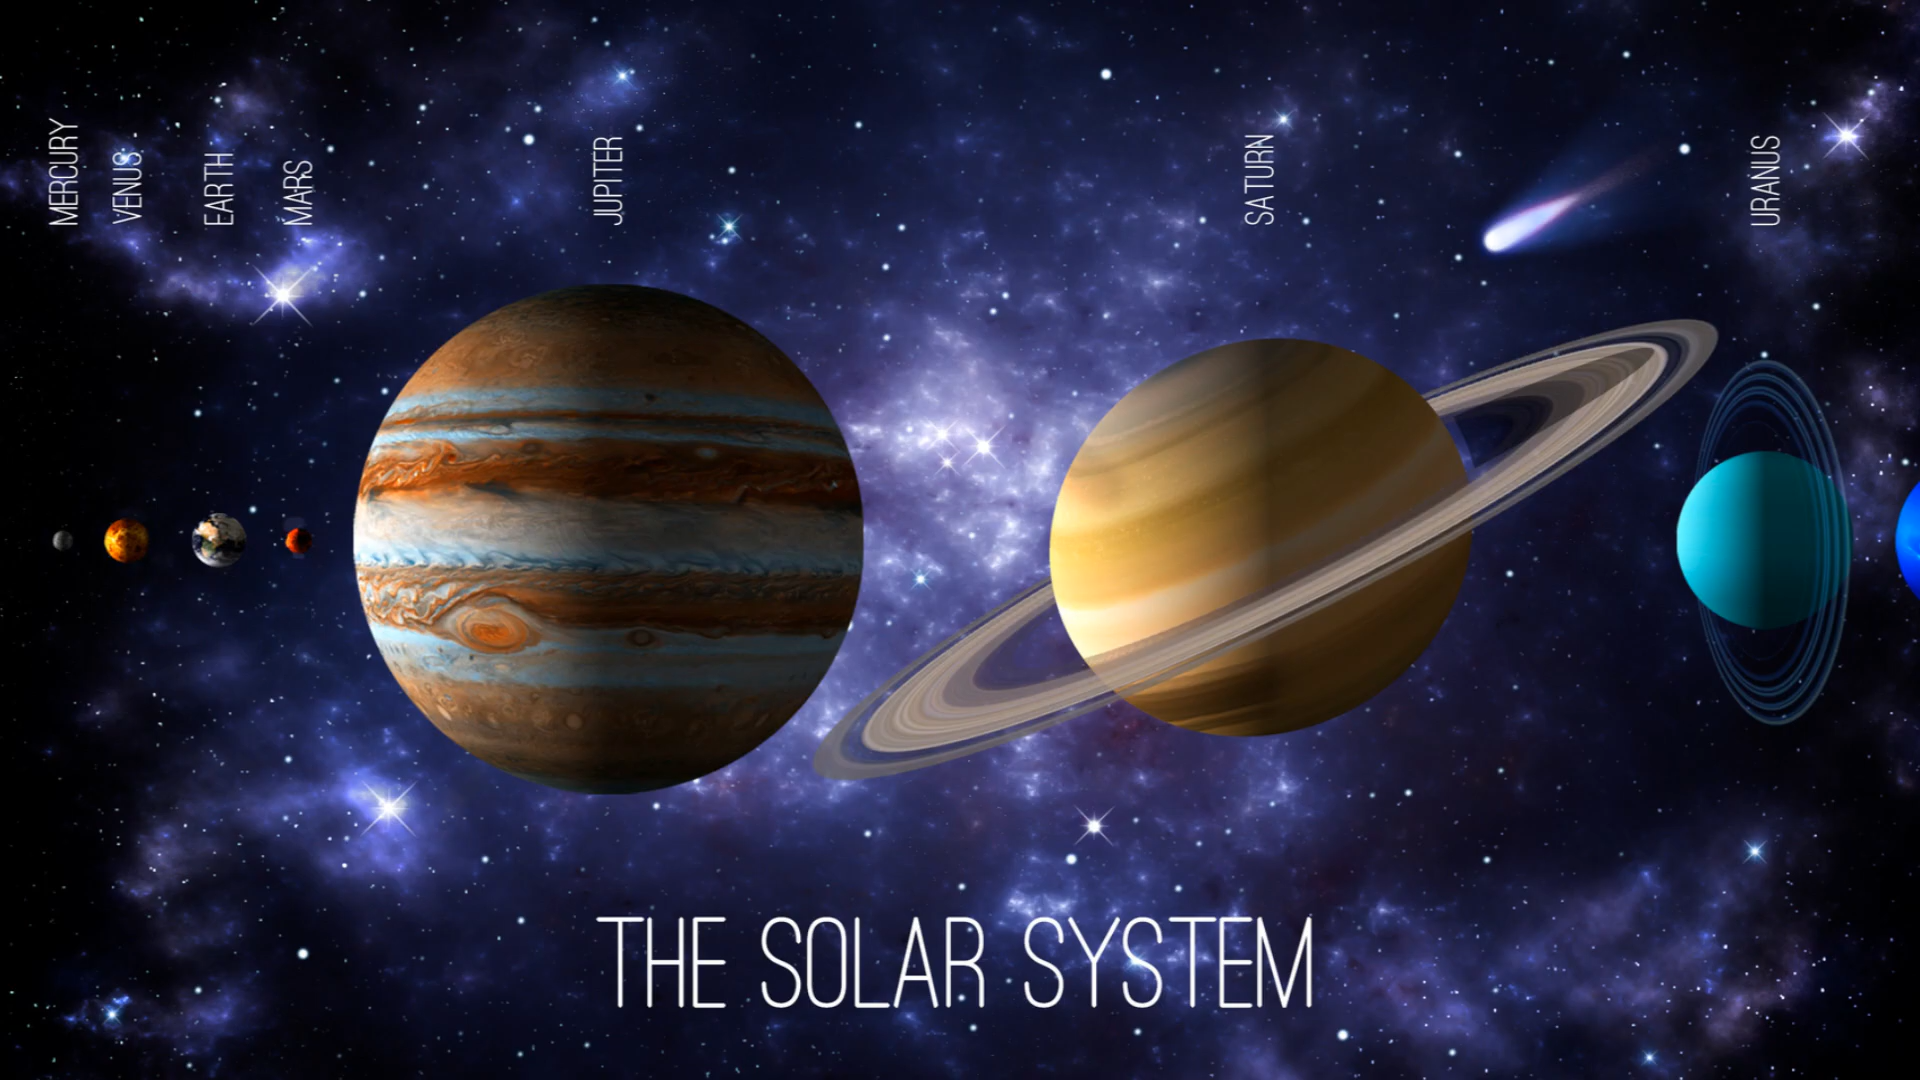 MERCURY
VENUS
EARTH
MARS
JUPITER
SATURN
URANUS
THE SOLAR SYSTEM